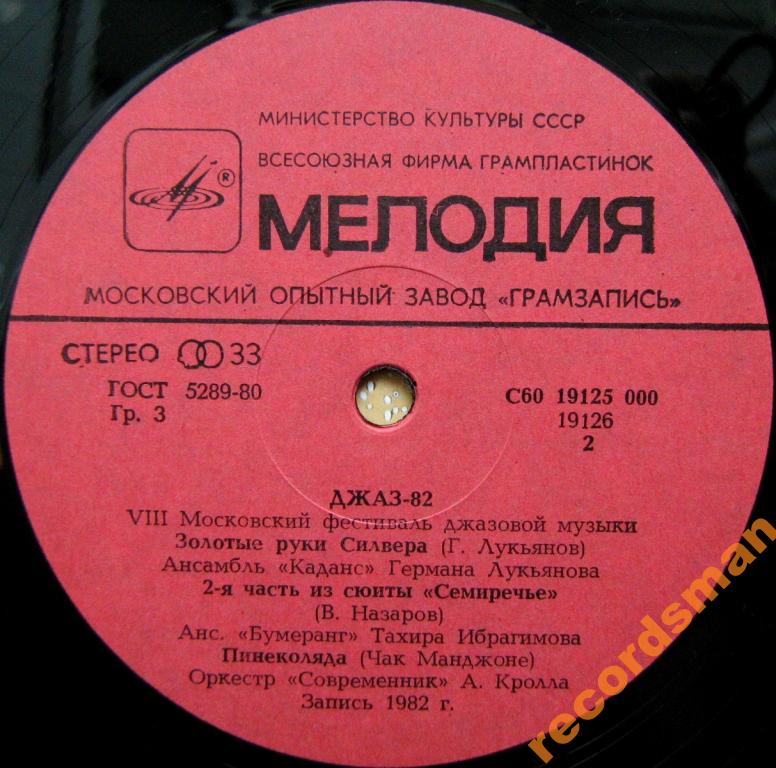 МИНИСТЕРСТВО КУЛЬТУРЫ СССР
ВСЕСОЮЗНАЯ ФИРМА ГРАМПЛАСТИНОК
®
МЕЛОДИЯ
МОСКОВСКИЙ ОПЫТНЫЙ ЗАВОД «ГРАМЗАПИСЬ»
СТЕРЕО 33
ГОСТ 5289-80
Гр. 3
С60 19125 000
19126
2
ДЖАЗ-82
VIII Московский фестиваль джазовой музыки
Золотые руки Силвера (Г. Лукьянов)
Ансамбль «Каданс» Германа Лукьянова
2-я часть из сюиты «Семиречье»
(В. Назаров)
Анс. «Бумеранг» Тахира Ибрагимова
Пинеколяда (Чак Манджоне)
Оркестр «Современник» А. Кролла
Запись 1982 г.
recordsman